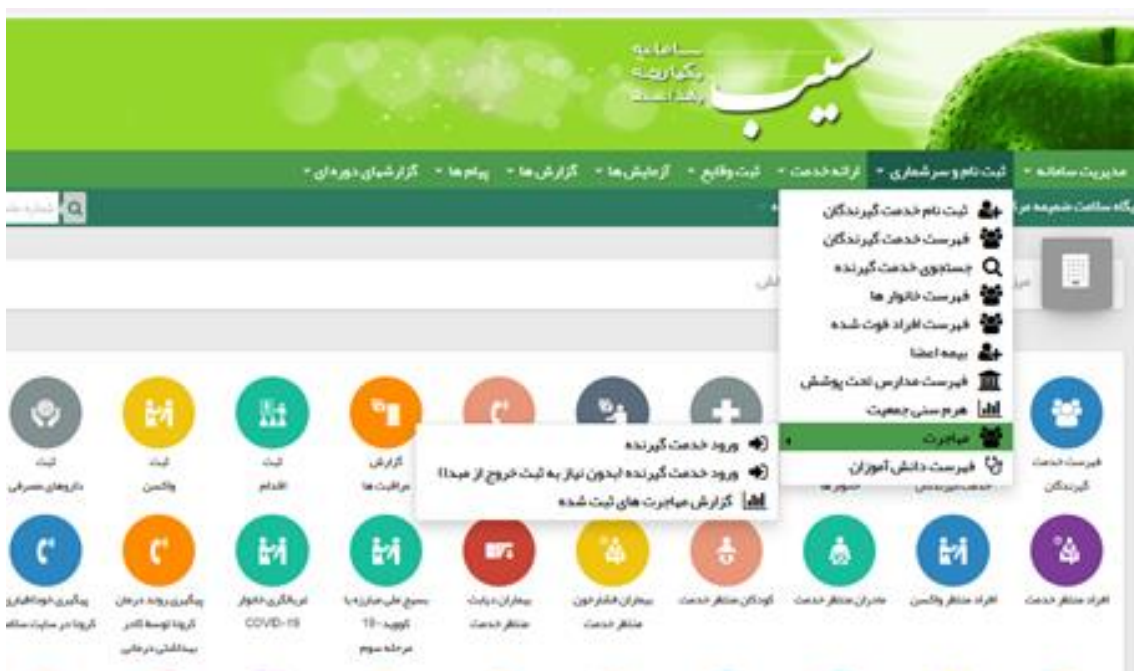 سامانه
یکپارچه
بهداشت
سیب
مدیریت سامانه
ثبت نام و سرشماری
ارائه خدمت
ثبت وقایع
آزمایش ها
گزارش ها
پیام ها
گزارشهای دوره ای
ثبت نام خدمت گیرندگان
فهرست خدمت گیرندگان
جستجوی خدمت گیرنده
فهرست خانوار ها
فهرست افراد فوت شده
بیمه اعضا
فهرست مدارس تحت پوشش
هرم سنی جمعیت
مهاجرت
فهرست دانش آموزان
ورود خدمت گیرنده
ورود خدمت گیرنده (بدون نیاز به ثبت خروج از مبدا)
گزارش مهاجرت های ثبت شده
فهرست خدمت
گیرندگان
گزارش
مراقبت ها
ثبت
اقدام
ثبت
واکسن
ثبت
داروهای مصرفی
افراد منتظر خدمت
افراد منتظر واکسن
مادران منتظر خدمت
کودکان منتظر خدمت
بیماران فشار خون
منتظر خدمت
بیماران دیابت
منتظر خدمت
بسیج ملی مبارزه با
کووید-19
مرحله سوم
غربالگری خانوار
COVID-19
پیگیری روند درمان
کرونا توسط کادر
بهداشتی درمانی